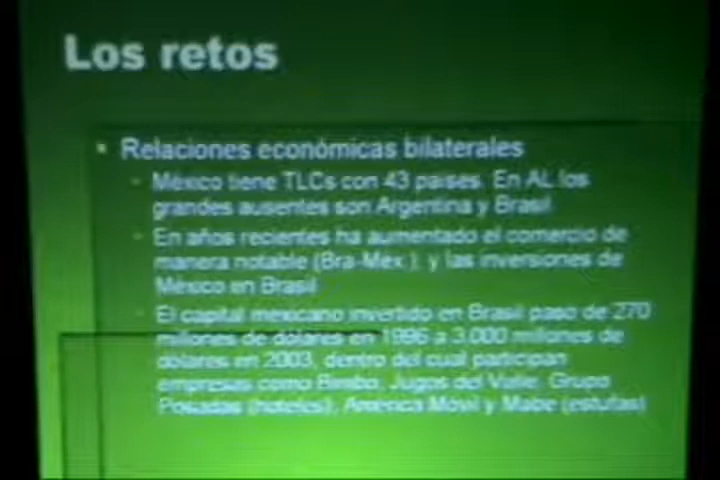 Los retos
Relaciones económicas bilaterales
México tiene TLCs con 43 países. En AL los
grandes ausentes son Argentina y Brasil
En años recientes ha aumentado el comercio de
manera notable (Bra-Mex ), y las inversiones de
México en Brasil
El capital mexicano invertido en Brasil paso de 270
millones de dólares en 1996 a 3.000 millones de
dólares en 2003, dentro del cual participan
empresas como Bimbo, Jugos del Valle, Grupo
Posadas (hoteles), América Móvil y Mabe (estufas)